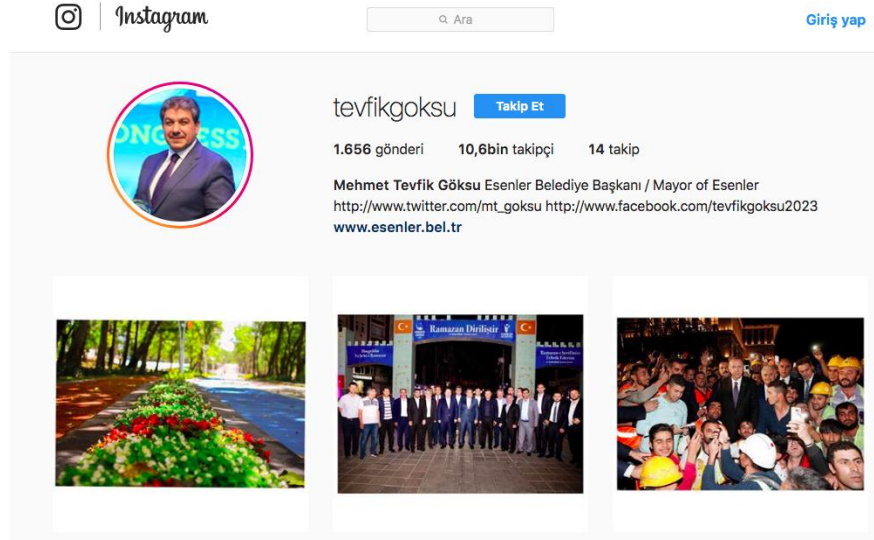 Instagram
Ara
Giriş yap
tevfikgoksu Takip Et
1.656 gönderi 10,6bin takipçi 14 takip
Mehmet Tevfik Göksu Esenler Belediye Başkanı / Mayor of Esenler
http://www.twitter.com/mt_goksu http://www.facebook.com/tevfikgoksu2023
www.esenler.bel.tr
Ramazan Diriliştir